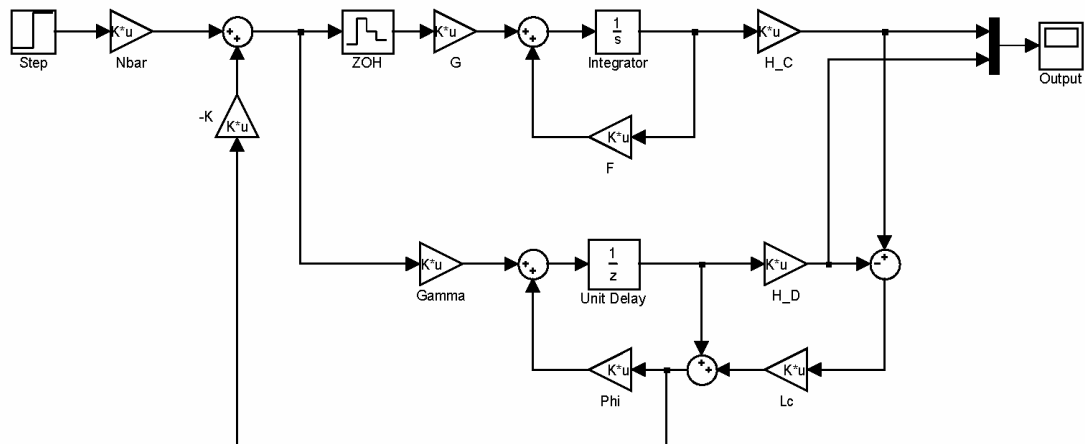 K*u
+
+
K*u
+
+
1
s
K*u
Step
Nbar
ZOH
G
Integrator
H_C
Output
-K
K*u
K*u
F
K*u
+
+
1
z
K*u
-
+
Gamma
Unit Delay
H_D
K*u
+
+
K*u
Phi
Lc